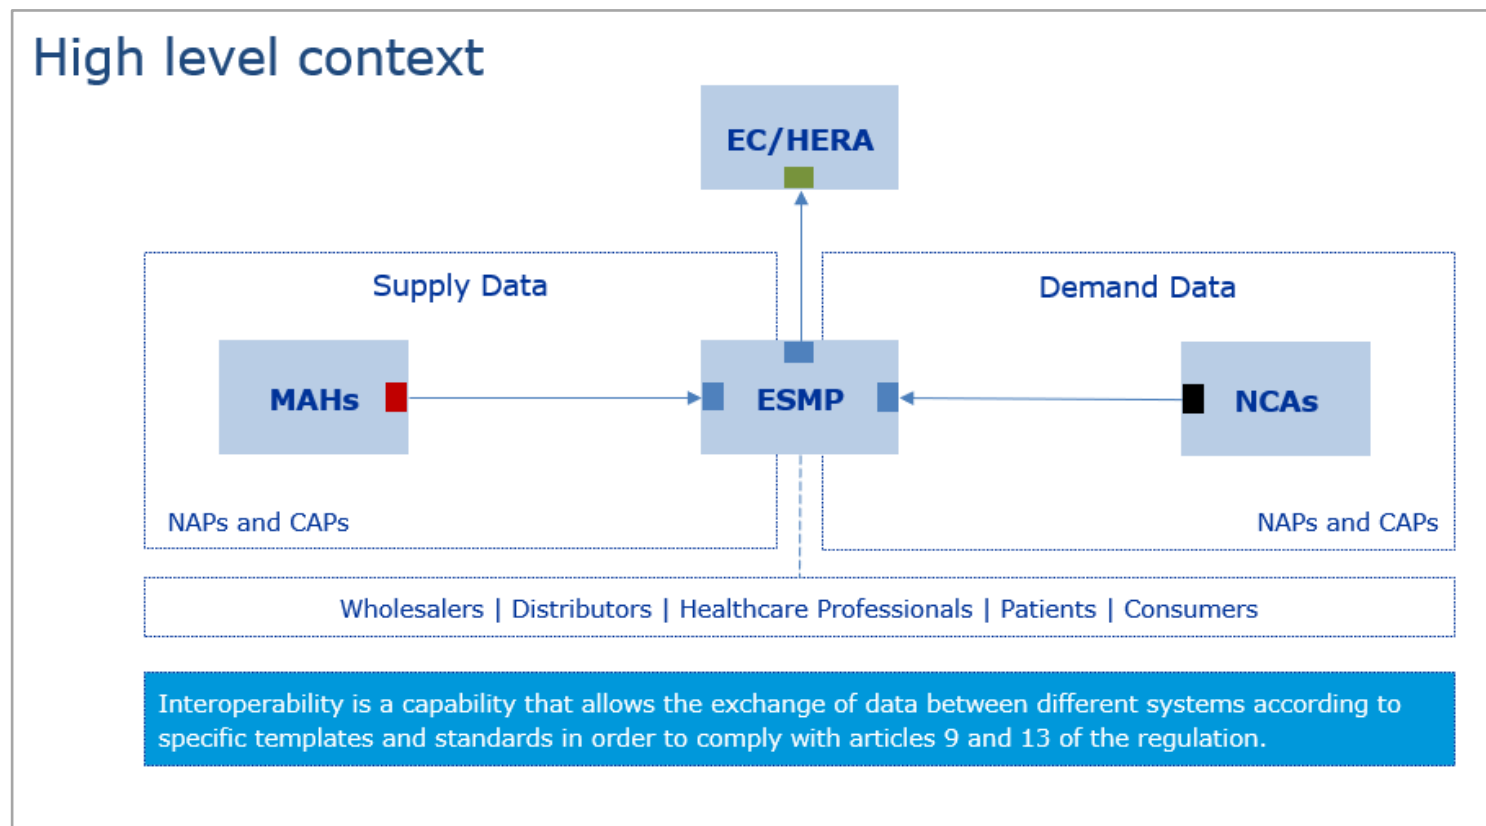 High level context
EC/HERA
Supply Data
Demand Data
MAHs
ESMP
NCAs
NAPs and CAPs
NAPs and CAPs
Wholesalers | Distributors | Healthcare Professionals | Patients | Consumers
Interoperability is a capability that allows the exchange of data between different systems according to
specific templates and standards in order to comply with articles 9 and 13 of the regulation.